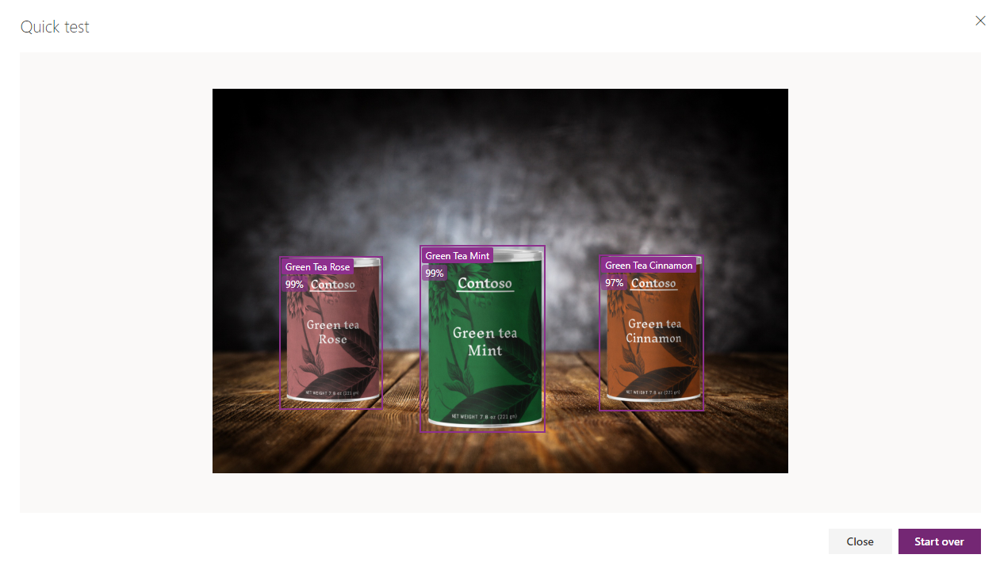 Quick test
Green Tea Rose
99%
Contoso
Green tea
Rose
NET WEIGHT 7.8 oz (221 gm)
Green Tea Mint
99%
Contoso
Green tea
Mint
NET WEIGHT 7.8 oz (221 gm)
Green Tea Cinnamon
97%
Contoso
Green tea
Cinnamon
NET WEIGHT 7.8 oz (221 gm)
Close
Start over